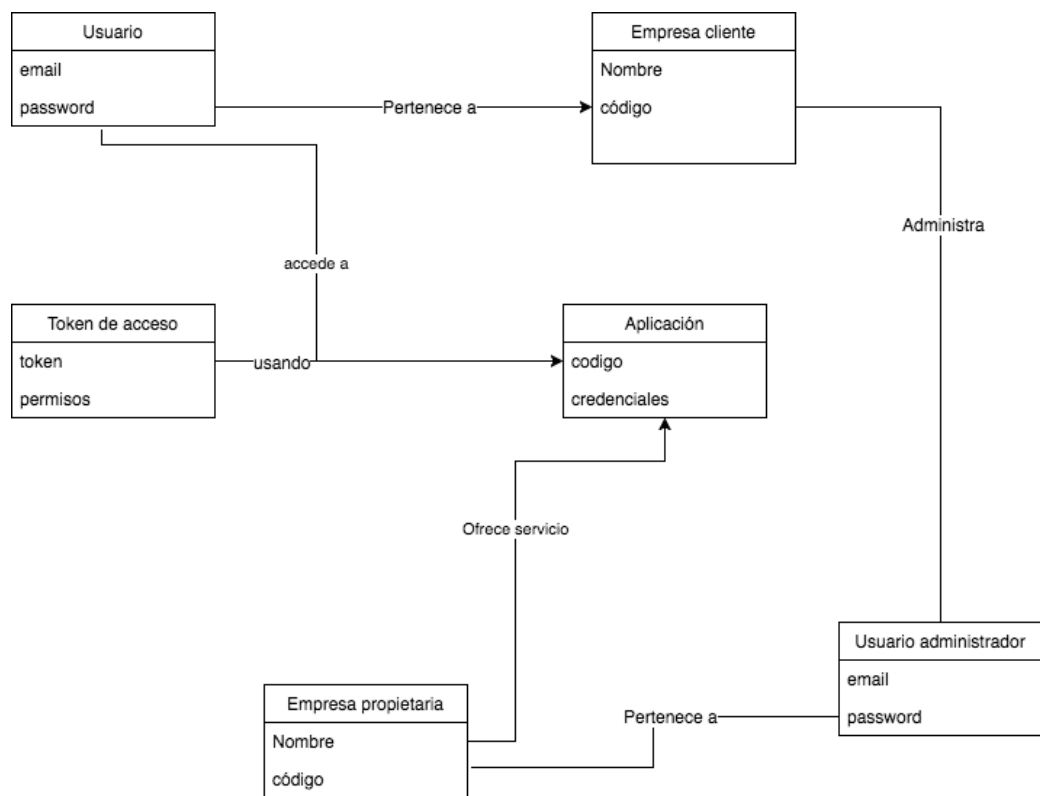 Usuario
email
password
Pertenece a
Empresa cliente
Nombre
código
Administra
accede a
Token de acceso
token
permisos
usando
Aplicación
codigo
credenciales
Ofrece servicio
Usuario administrador
email
password
Pertenece a
Empresa propietaria
Nombre
código